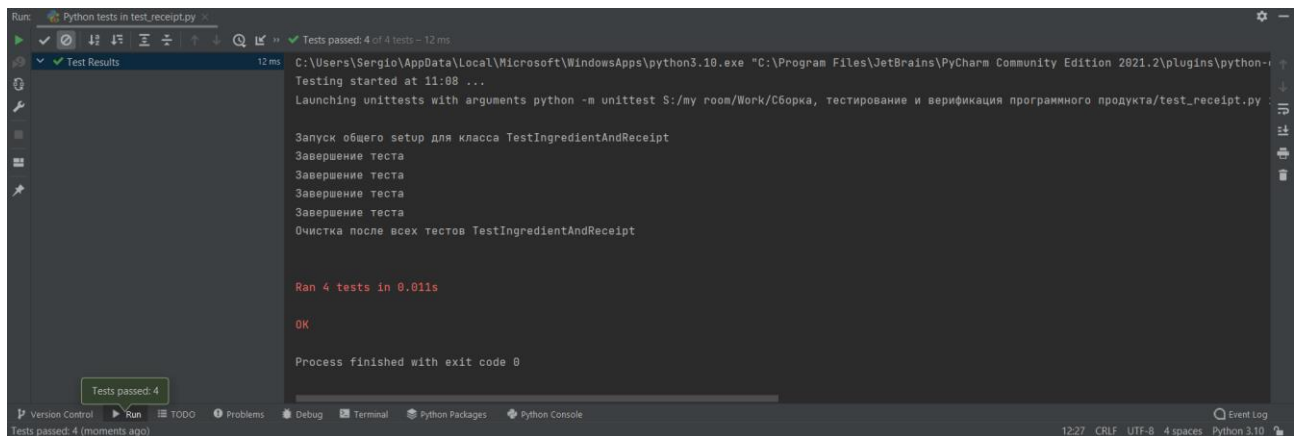 Run: Python tests in test_receipt.py ×
Tests passed: 4 of 4 tests – 12 ms
Test Results 12 ms
C:\Users\Sergio\AppData\Local\Microsoft\WindowsApps\python3.10.exe "C:\Program Files\JetBrains\PyCharm Community Edition 2021.2\plugins\python-
Testing started at 11:08 ...
Launching unittests with arguments python -m unittest S:/my room/Work/Сборка, тестирование и верификация программного продукта/test_receipt.py
Запуск общего setup для класса TestIngredientAndReceipt
Завершение теста
Завершение теста
Завершение теста
Завершение теста
Очистка после всех тестов TestIngredientAndReceipt
Ran 4 tests in 0.011s
OK
Process finished with exit code 0
Tests passed: 4
Version Control Run TODO Problems Debug Terminal Python Packages Python Console Event Log
Tests passed: 4 (moments ago) 12:27 CRLF UTF-8 4 spaces Python 3.10